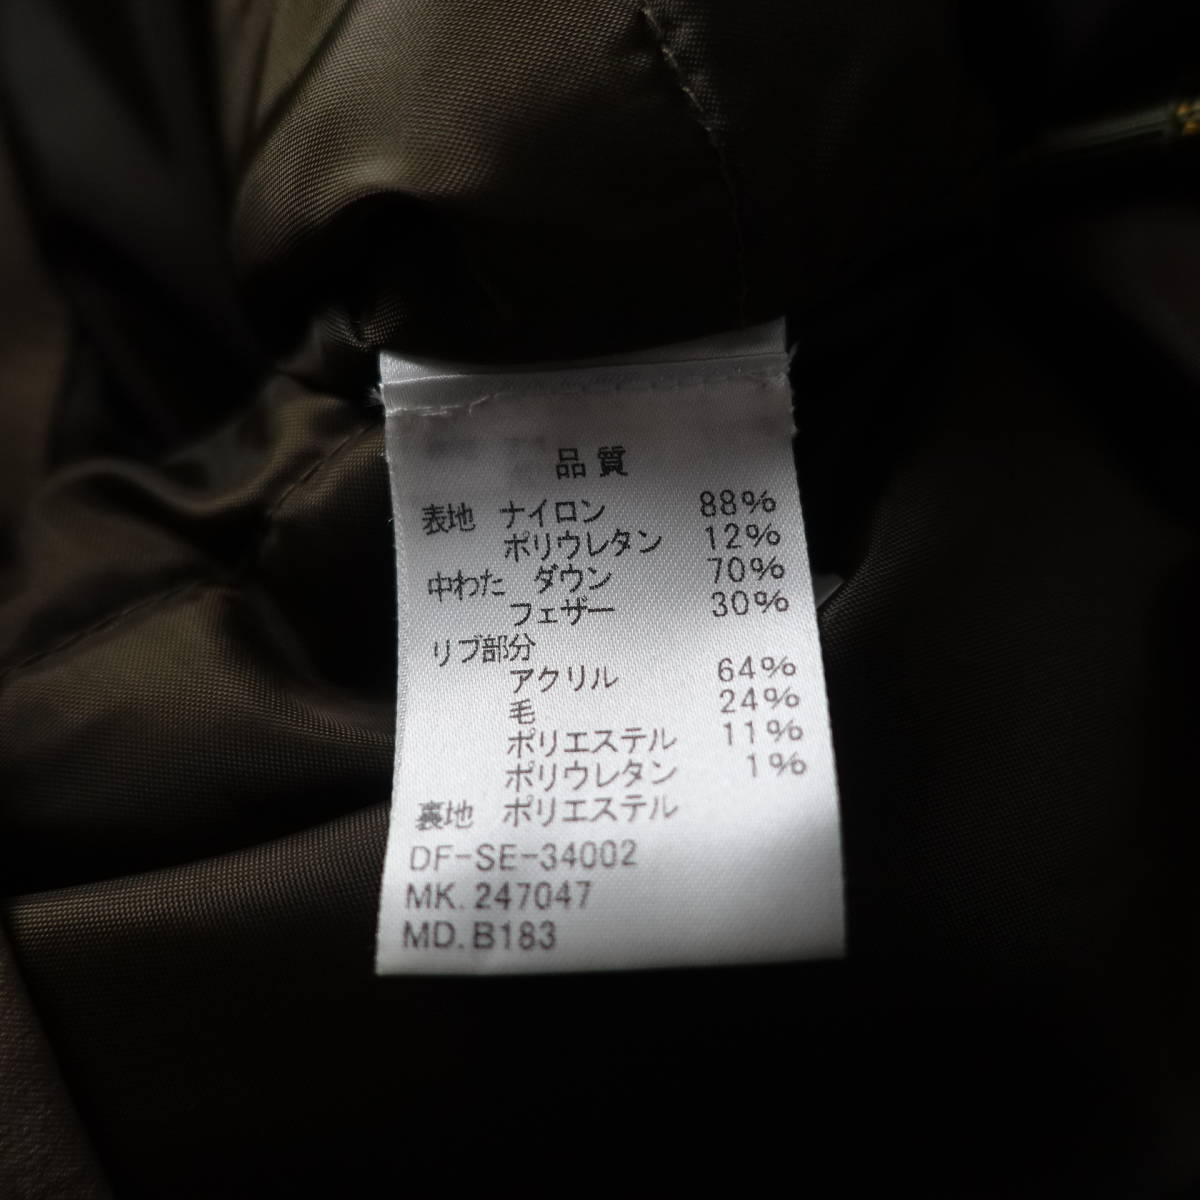 品質
表地 ナイロン 88%
ポリウレタン 12%
中わた ダウン 70%
フェザー 30%
リブ部分
アクリル 64%
毛 24%
ポリエステル 11%
ポリウレタン 1%
裏地 ポリエステル
DF-SE-34002
MK.247047
MD.B183